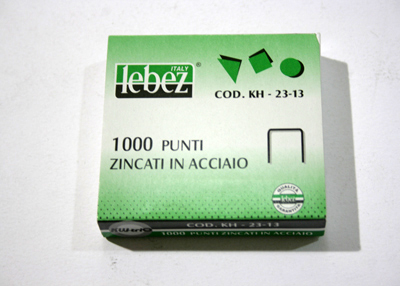 ITALY
lebez®
COD. KH - 23-13
1000 PUNTI
ZINCATI IN ACCIAIO
QUALITÀ
COD. KH - 23-13
1000 PUNTI ZINCATI IN ACCIAIO